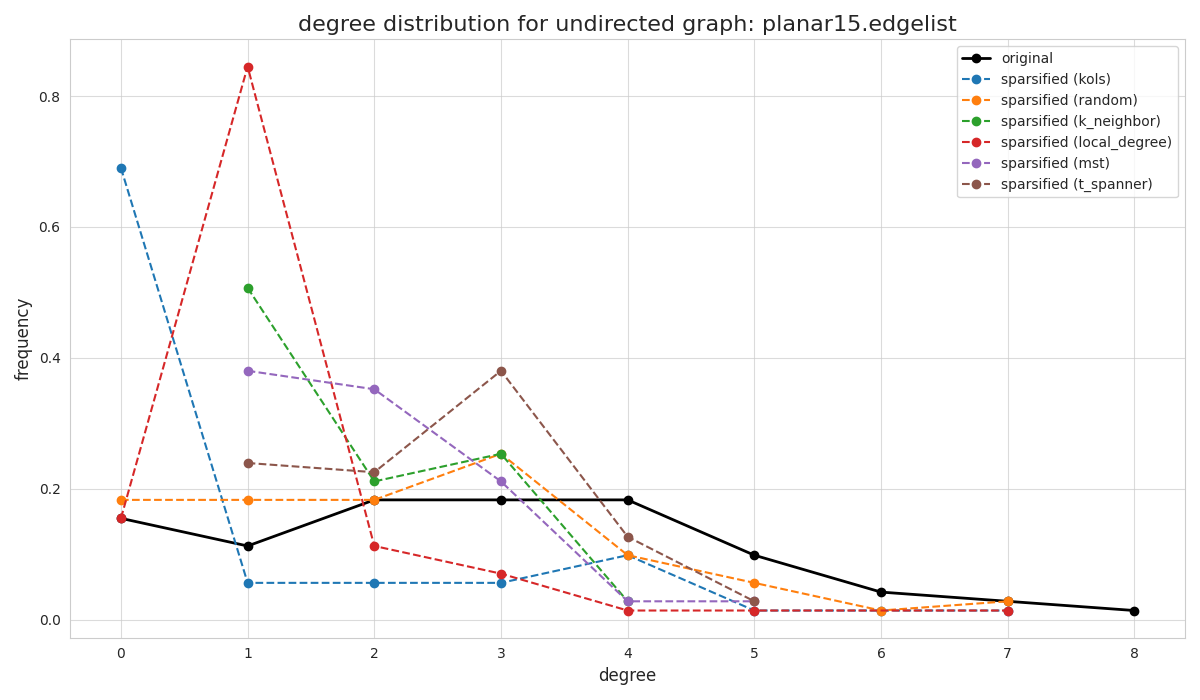 degree distribution for undirected graph: planar15.edgelist
original
sparsified (kols)
sparsified (random)
sparsified (k_neighbor)
sparsified (local_degree)
sparsified (mst)
sparsified (t_spanner)
frequency
0.8
0.6
0.4
0.2
0.0
0 1 2 3 4 5 6 7 8
degree